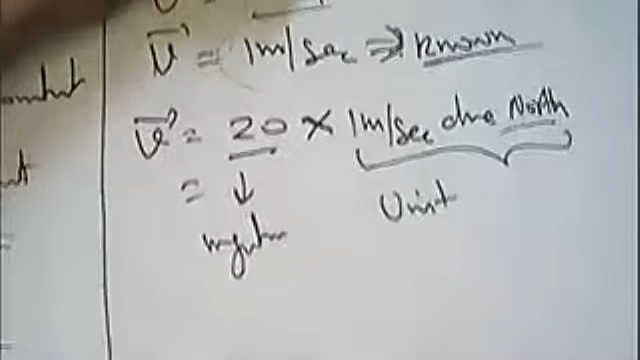 v⃗ = 1m/sec ⇒ known
v⃗ = 20 × 1m/sec due North
= ↓ Unit